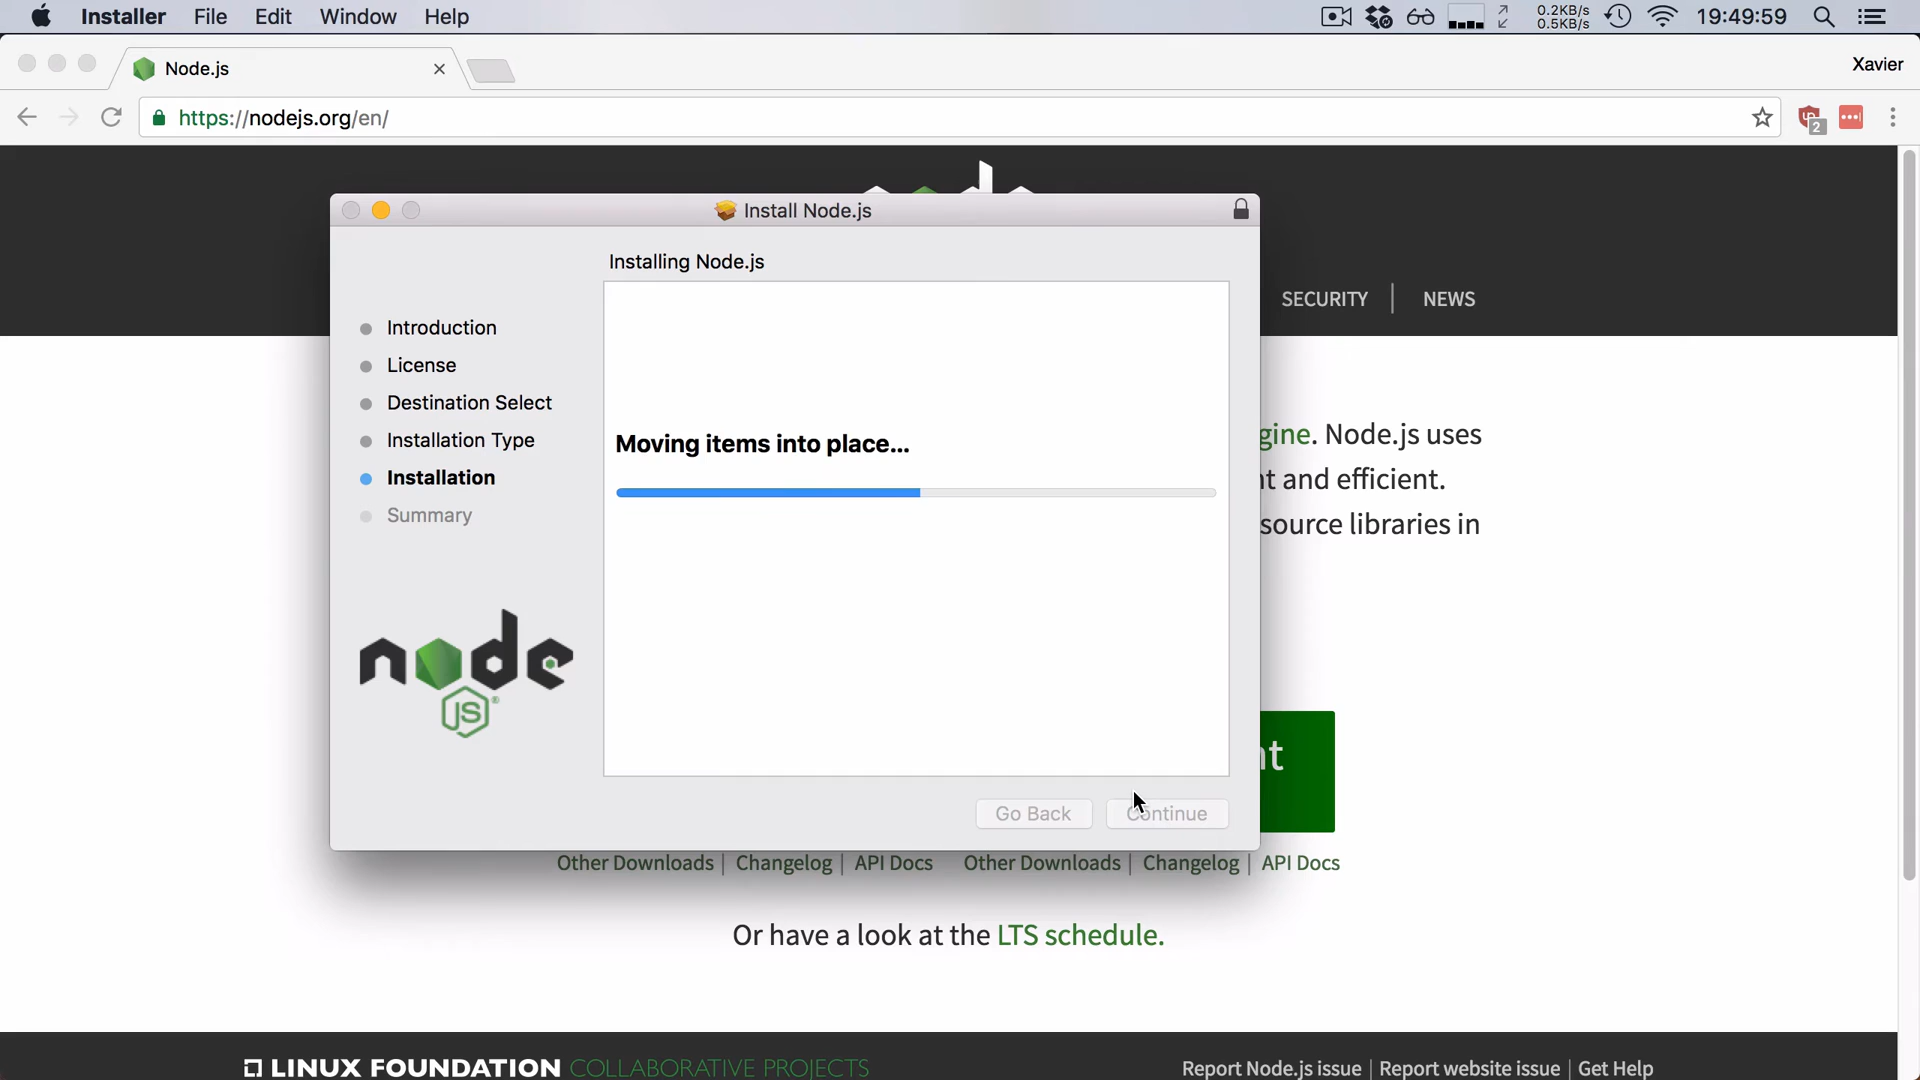 Installer File Edit Window Help
0.2KB/s
0.5KB/s
19:49:59
Node.js
Xavier
https://nodejs.org/en/
2
Install Node.js
SECURITY | NEWS
Installing Node.js
Introduction
License
Destination Select
Installation Type
Installation
Summary
Moving items into place...
gine. Node.js uses
nt and efficient.
source libraries in
node
JS®
nt
Go Back Continue
Other Downloads | Changelog | API Docs Other Downloads | Changelog | API Docs
Or have a look at the LTS schedule.
LINUX FOUNDATION COLLABORATIVE PROJECTS
Report Node.js issue | Report website issue | Get Help